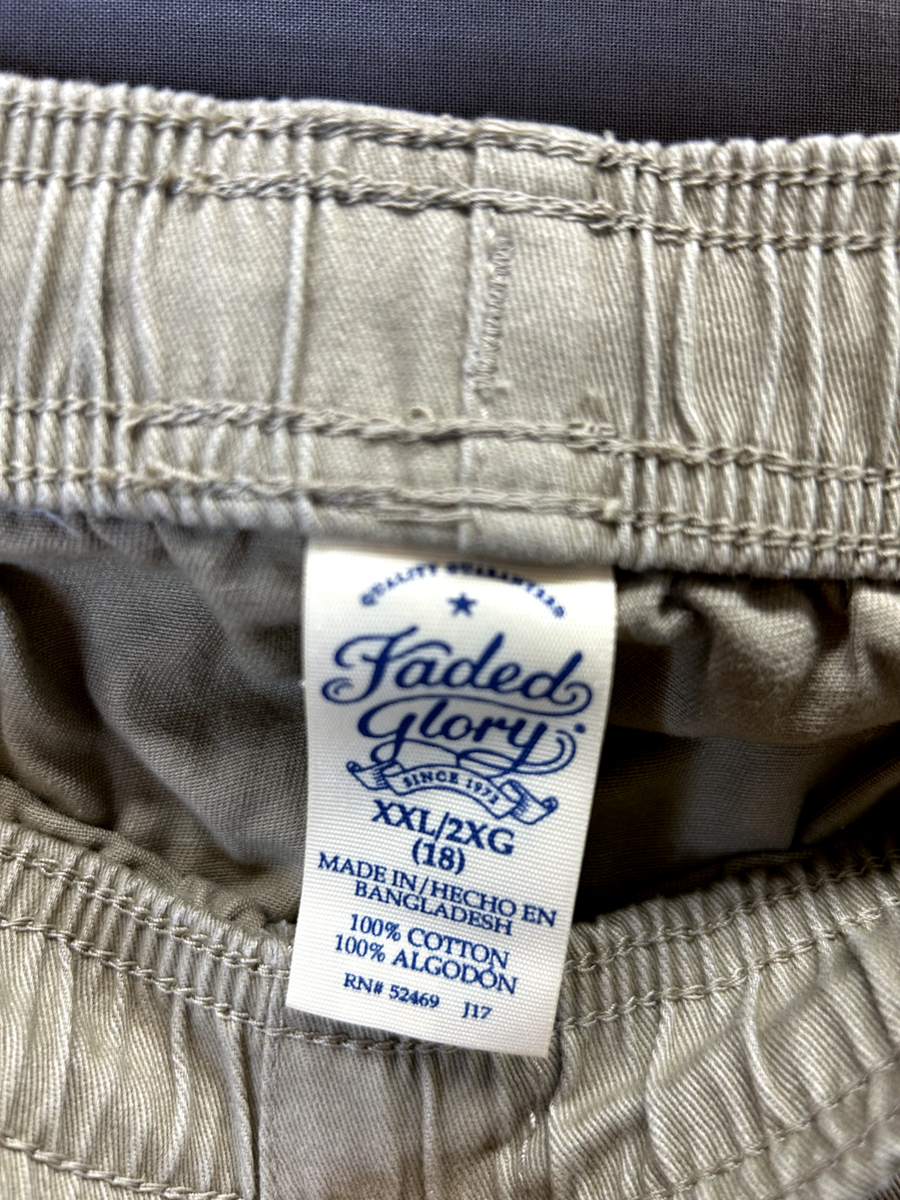 QUALITY GUARANTEED
Faded
Glory
SINCE 1972
XXL/2XG
(18)
MADE IN/HECHO EN
BANGLADESH
100% COTTON
100% ALGODÓN
RN# 52469 J17